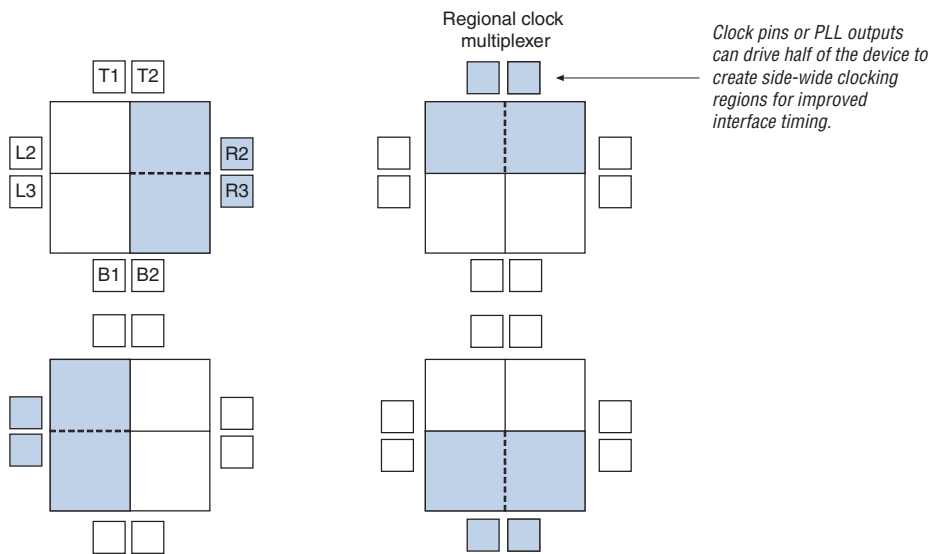 Regional clock
multiplexer
Clock pins or PLL outputs
can drive half of the device to
create side-wide clocking
regions for improved
interface timing.
T1 T2
L2
R2
L3
R3
B1 B2